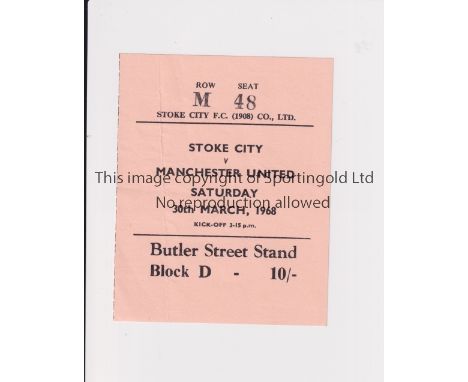 ROW SEAT
M 48
STOKE CITY F.C. (1908) CO., LTD.
STOKE CITY
v
MANCHESTER UNITED
This image copyright of Sportingold Ltd
SATURDAY
No reproduction allowed
30TH MARCH, 1968
KICK-OFF 3-15 p.m.
Butler Street Stand
Block D - 10/-